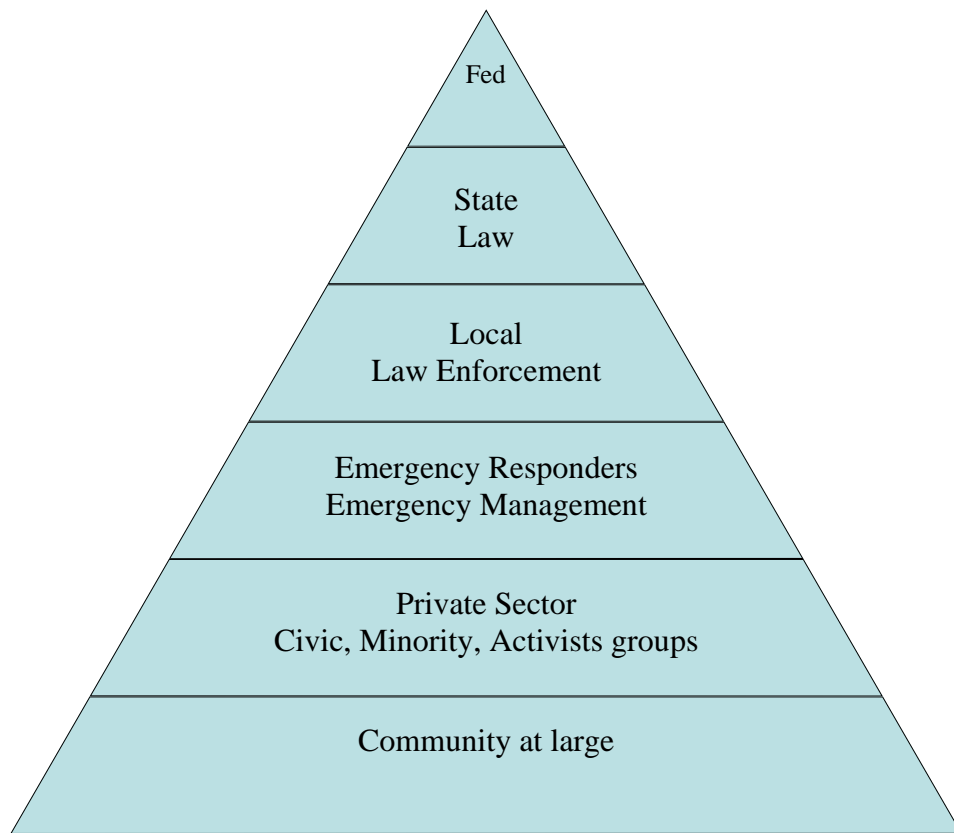 Fed
State
Law
Local
Law Enforcement
Emergency Responders
Emergency Management
Private Sector
Civic, Minority, Activists groups
Community at large